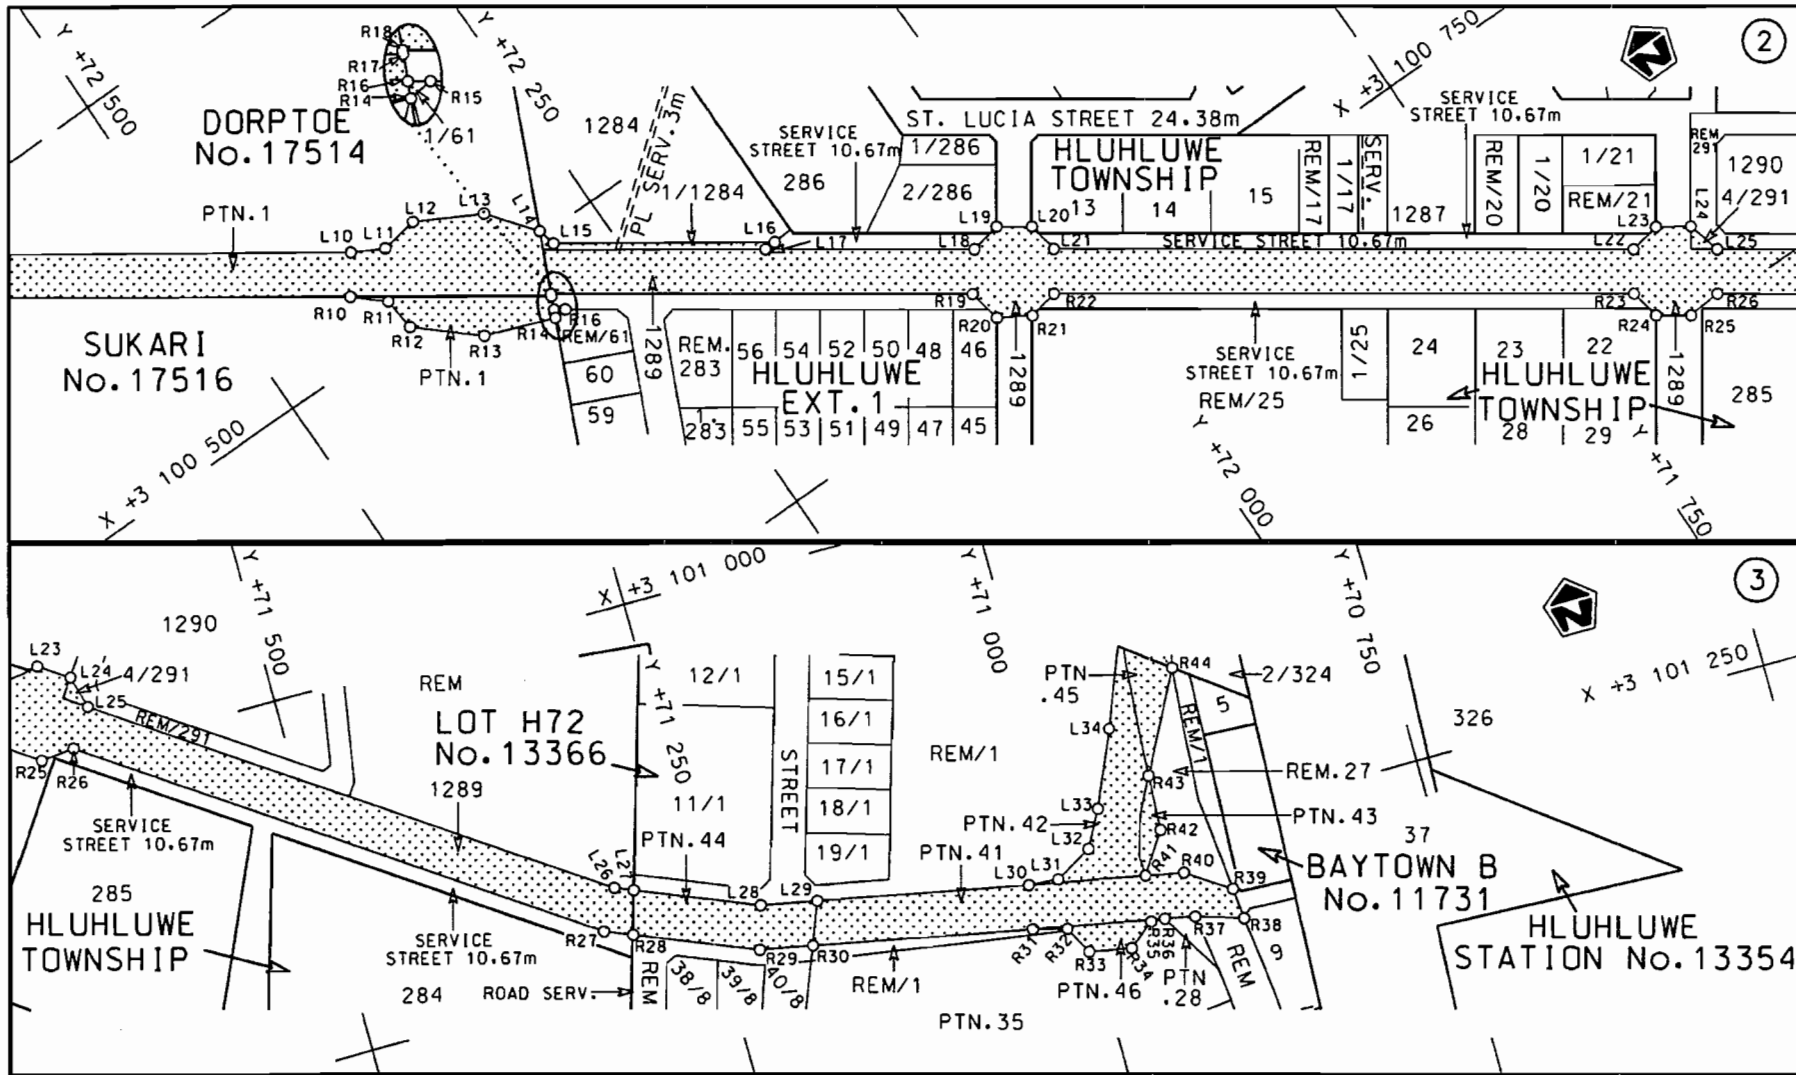 2
Y +72 500
Y +72 250
X +3 100 750
R18
R17
R16
R14
R15
1/61
DORPTOE
No.17514
1284
PL SERV.3m
1/1284
SERVICE
STREET 10.67m
286
ST. LUCIA STREET 24.38m
1/286
2/286
HLUHLUWE
TOWNSHIP
13
14
15
REM/17
1/17
SERV.
1287
SERVICE
STREET 10.67m
REM/20
1/20
1/21
REM/21
REM
291
1290
4/291
PTN.1
L10
L11
L12
L13
L14
L15
L16
L17
L18
L19
L20
L21
SERVICE STREET 10.67m
L22
L23
L24
L25
R10
R11
R12
R13
R14
R16
R19
R20
R21
R22
R23
R24
R25
R26
SUKARI
No.17516
PTN.1
REM/61
60
59
1289
REM.
283
1.
283
56
54
52
50
48
46
HLUHLUWE
EXT.1
55
53
51
49
47
45
1289
SERVICE
STREET 10.67m
REM/25
1/25
24
23
22
HLUHLUWE
TOWNSHIP
26
28
29
1289
285
X +3 100 500
Y +72 000
Y +71 750
3
Y +71 500
X +3 101 000
Y +71 250
Y +71 000
Y +70 750
X +3 101 250
1290
L23
L24
4/291
L25
REM/291
REM
LOT H72
No.13366
12/1
11/1
STREET
15/1
16/1
17/1
18/1
19/1
REM/1
PTN
.45
R44
2/324
5
REM/1
326
L34
R43
REM.27
L33
PTN.42
L32
R42
PTN.43
R41
R40
R39
37
BAYTOWN B
No.11731
R25
R26
SERVICE
STREET 10.67m
1289
PTN.44
L26
L27
L28
L29
PTN.41
L30
L31
285
HLUHLUWE
TOWNSHIP
SERVICE
STREET 10.67m
284
ROAD SERV.
R27
R28
REM
38/8
39/8
40/8
R29
R30
REM/1
R31
R32
R33
R34
R35
R36
R37
R38
PTN.46
PTN
.28
REM
9
PTN.35
HLUHLUWE
STATION No.13354